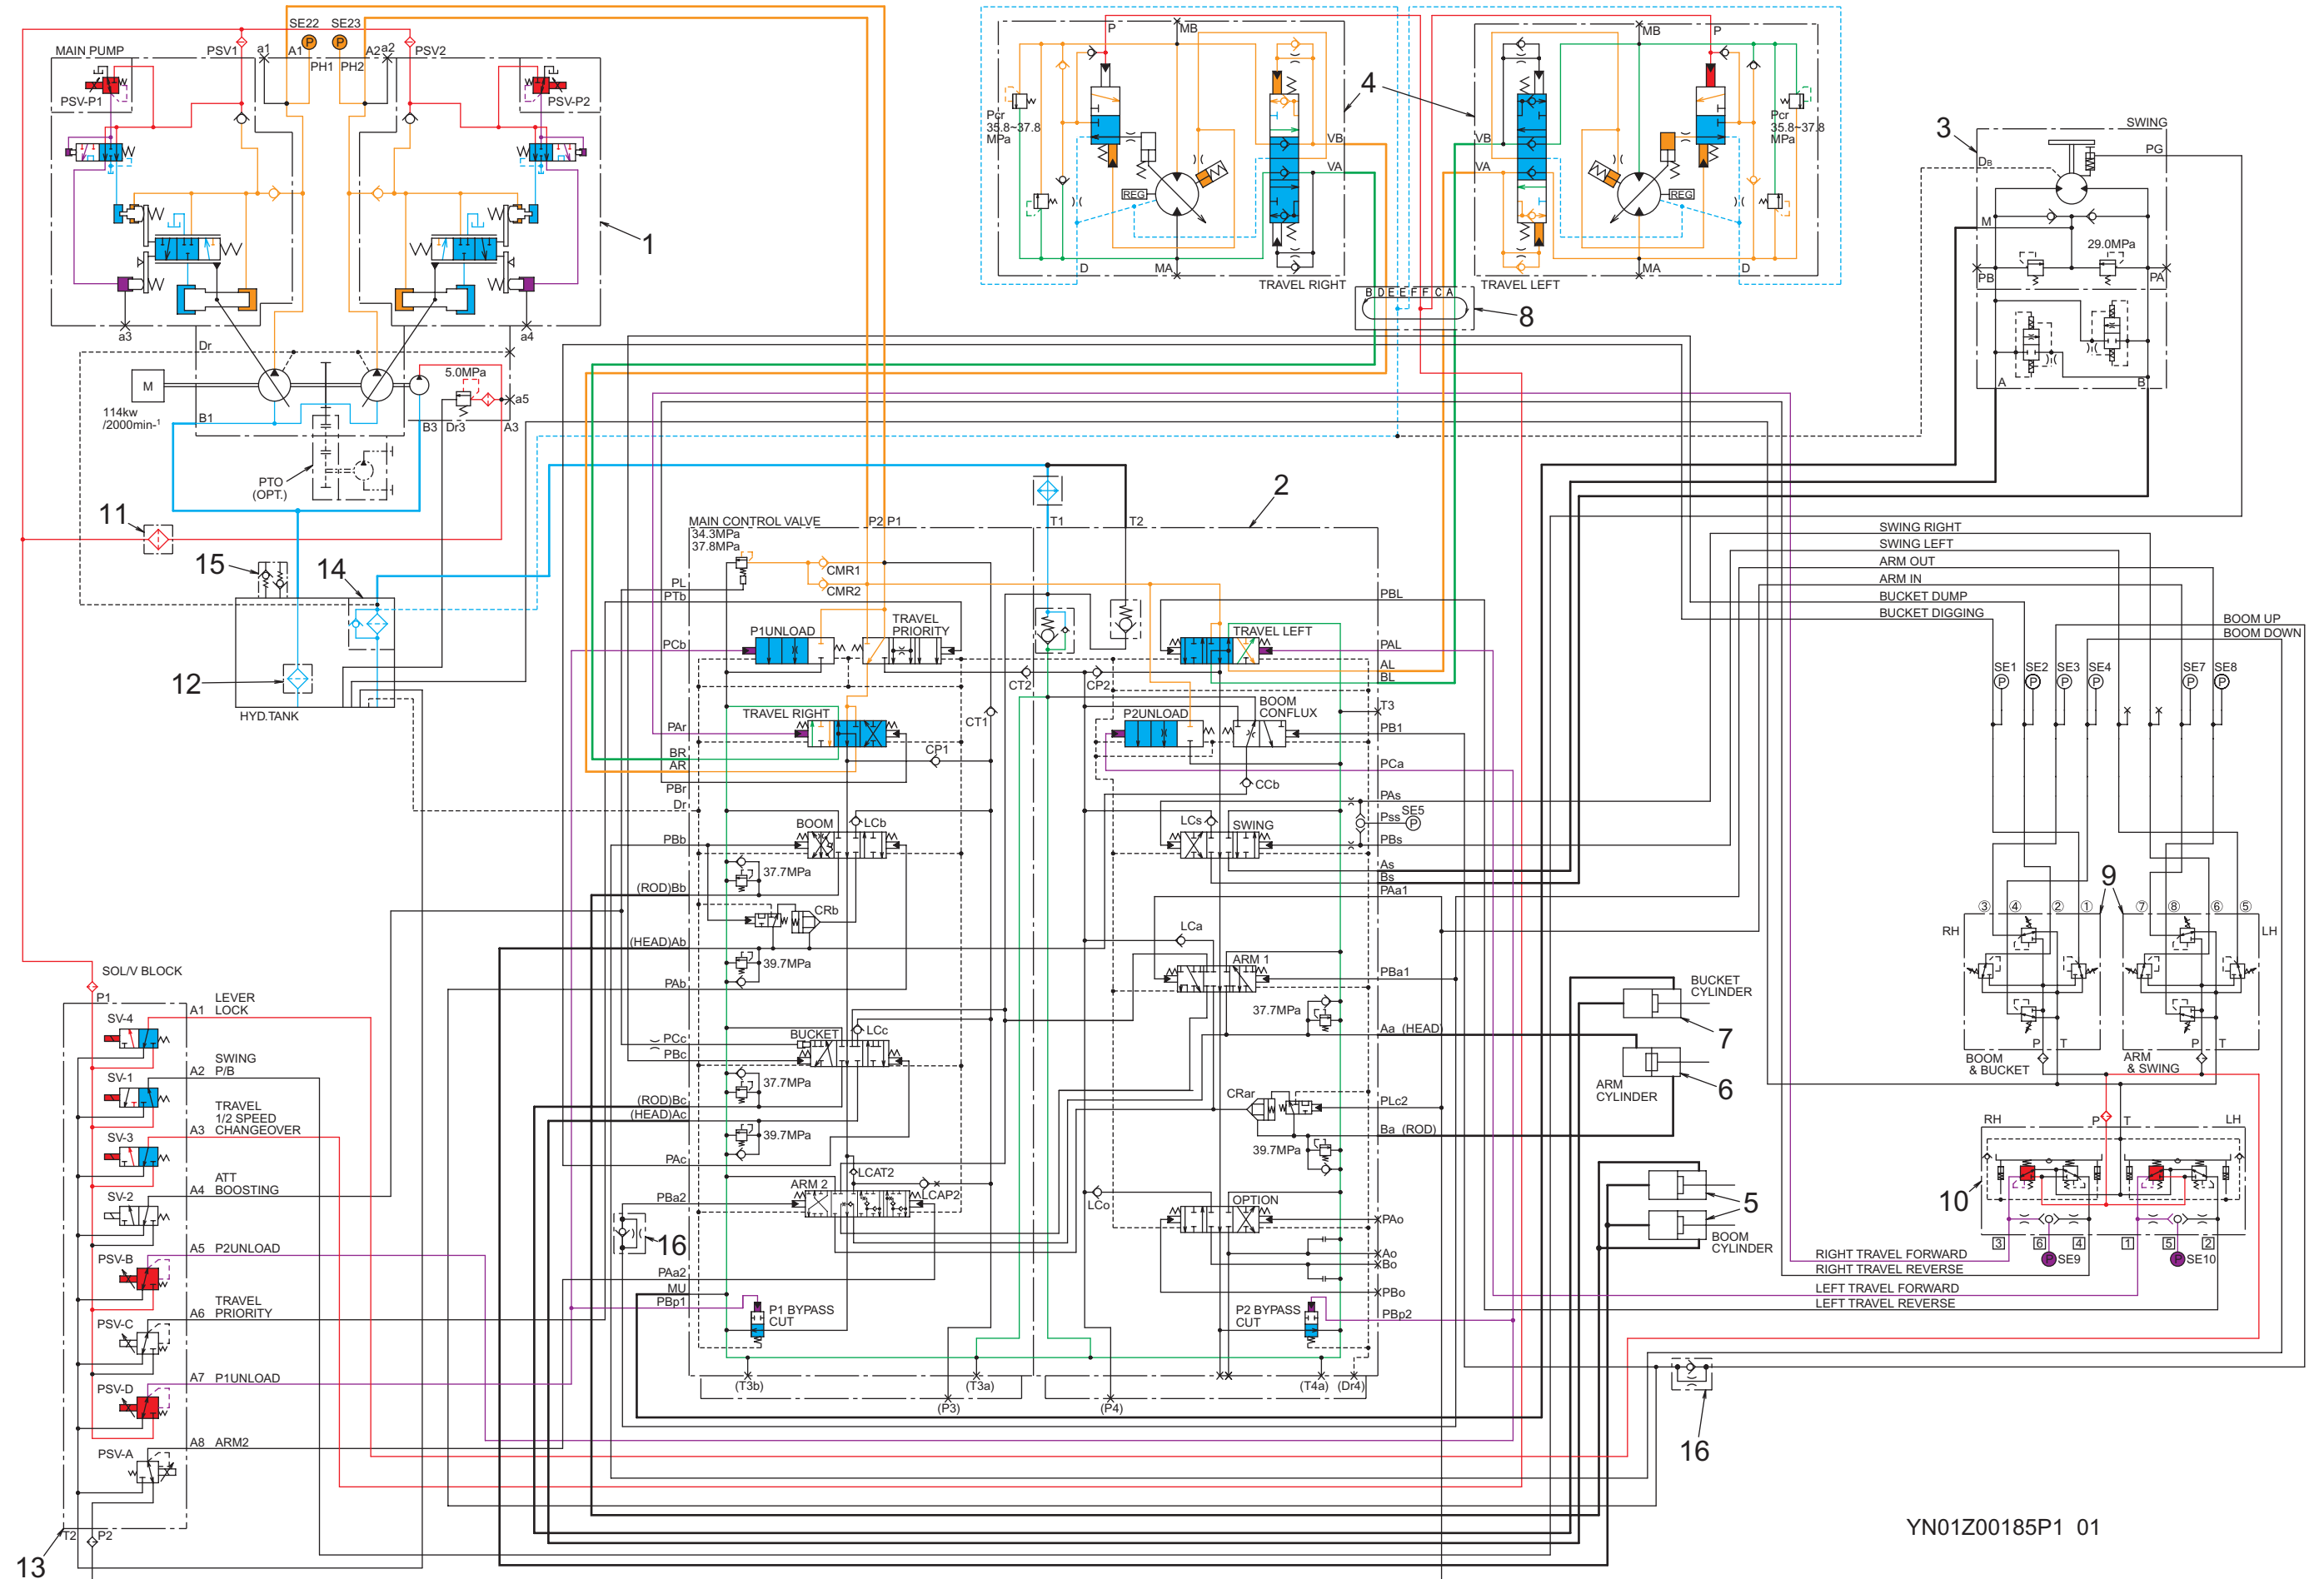 SE22 SE23
MAIN PUMP
PSV1
a1
A1
PH1
PH2
A2
a2
PSV2
PSV-P1
PSV-P2
1
a3
a4
Dr
M
114kw
/2000min-1
B1
5.0MPa
a5
B3
Dr3
A3
PTO
(OPT.)
11
15
14
12
HYD.TANK
P
MB
Pcr
35.8~37.8
MPa
REG
VB
VA
D
MA
TRAVEL RIGHT
4
MB
P
VB
VA
Pcr
35.8~37.8
MPa
REG
MA
D
TRAVEL LEFT
B D E E F F C A
8
3
SWING
DB
PG
M
29.0MPa
PB
PA
A
B
2
MAIN CONTROL VALVE
P2 P1
T1
T2
34.3MPa
37.8MPa
CMR1
CMR2
PL
PTb
P1UNLOAD
TRAVEL
PRIORITY
PCb
TRAVEL LEFT
PBL
PAL
AL
BL
CT2
CP2
TRAVEL RIGHT
CT1
CP1
PAr
BR
AR
PBr
Dr
P2UNLOAD
BOOM
CONFLUX
T3
PB1
PCa
CCb
PAs
SE5
Pss
PBs
As
Bs
PAa1
BOOM
LCb
LCs
SWING
PBb
37.7MPa
(ROD)Bb
CRb
(HEAD)Ab
39.7MPa
PAb
LCa
ARM 1
PBa1
37.7MPa
Aa (HEAD)
BUCKET
LCc
PCc
PBc
37.7MPa
(ROD)Bc
(HEAD)Ac
39.7MPa
PAc
CRar
PLc2
Ba (ROD)
39.7MPa
LCAT2
ARM 2
LCAP2
PBa2
16
PAa2
MU
PBp1
LCo
OPTION
PAo
Ao
Bo
PBo
PBp2
P1 BYPASS
CUT
P2 BYPASS
CUT
(T3b)
(T3a)
(P3)
(P4)
(T4a)
(Dr4)
SWING RIGHT
SWING LEFT
ARM OUT
ARM IN
BUCKET DUMP
BUCKET DIGGING
BOOM UP
BOOM DOWN
SE1
SE2
SE3
SE4
SE7
SE8
9
③
④
②
①
⑦
⑧
⑥
⑤
RH
LH
P
T
P
T
BOOM
& BUCKET
ARM
& SWING
BUCKET
CYLINDER
7
ARM
CYLINDER
6
5
BOOM
CYLINDER
RH
P
T
LH
10
3
6
4
1
5
2
SE9
SE10
RIGHT TRAVEL FORWARD
RIGHT TRAVEL REVERSE
LEFT TRAVEL FORWARD
LEFT TRAVEL REVERSE
16
SOL/V BLOCK
P1
A1
LEVER
LOCK
SV-4
A2
SWING
P/B
SV-1
A3
TRAVEL
1/2 SPEED
CHANGEOVER
SV-3
A4
ATT
BOOSTING
SV-2
A5 P2UNLOAD
PSV-B
A6
TRAVEL
PRIORITY
PSV-C
A7 P1UNLOAD
PSV-D
A8 ARM2
PSV-A
T2
P2
13
YN01Z00185P1 01